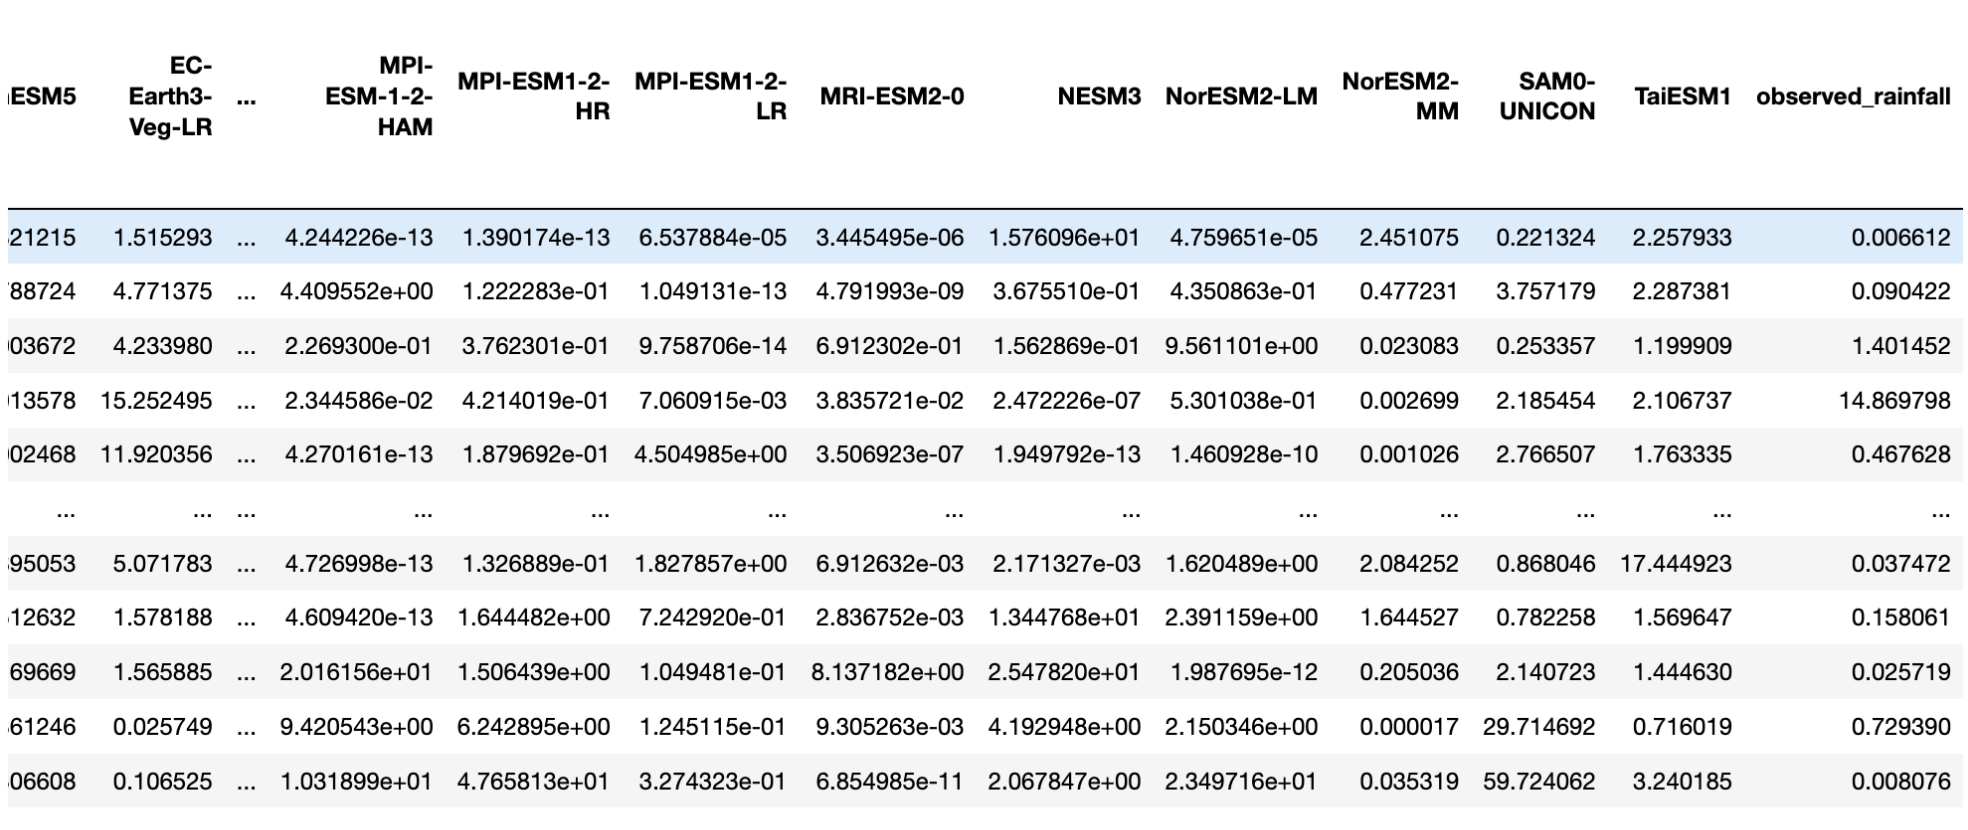 ESM5 EC-Earth3-Veg-LR ... MPI-ESM-1-2-HAM MPI-ESM1-2-HR MPI-ESM1-2-LR MRI-ESM2-0 NESM3 NorESM2-LM NorESM2-MM SAM0-UNICON TaiESM1 observed_rainfall
21215 1.515293 ... 4.244226e-13 1.390174e-13 6.537884e-05 3.445495e-06 1.576096e+01 4.759651e-05 2.451075 0.221324 2.257933 0.006612
88724 4.771375 ... 4.409552e+00 1.222283e-01 1.049131e-13 4.791993e-09 3.675510e-01 4.350863e-01 0.477231 3.757179 2.287381 0.090422
03672 4.233980 ... 2.269300e-01 3.762301e-01 9.758706e-14 6.912302e-01 1.562869e-01 9.561101e+00 0.023083 0.253357 1.199909 1.401452
13578 15.252495 ... 2.344586e-02 4.214019e-01 7.060915e-03 3.835721e-02 2.472226e-07 5.301038e-01 0.002699 2.185454 2.106737 14.869798
02468 11.920356 ... 4.270161e-13 1.879692e-01 4.504985e+00 3.506923e-07 1.949792e-13 1.460928e-10 0.001026 2.766507 1.763335 0.467628
... ... ... ... ... ... ... ... ... ... ... ... ...
95053 5.071783 ... 4.726998e-13 1.326889e-01 1.827857e+00 6.912632e-03 2.171327e-03 1.620489e+00 2.084252 0.868046 17.444923 0.037472
12632 1.578188 ... 4.609420e-13 1.644482e+00 7.242920e-01 2.836752e-03 1.344768e+01 2.391159e+00 1.644527 0.782258 1.569647 0.158061
69669 1.565885 ... 2.016156e+01 1.506439e+00 1.049481e-01 8.137182e+00 2.547820e+01 1.987695e-12 0.205036 2.140723 1.444630 0.025719
61246 0.025749 ... 9.420543e+00 6.242895e+00 1.245115e-01 9.305263e-03 4.192948e+00 2.150346e+00 0.000017 29.714692 0.716019 0.729390
06608 0.106525 ... 1.031899e+01 4.765813e+01 3.274323e-01 6.854985e-11 2.067847e+00 2.349716e+01 0.035319 59.724062 3.240185 0.008076